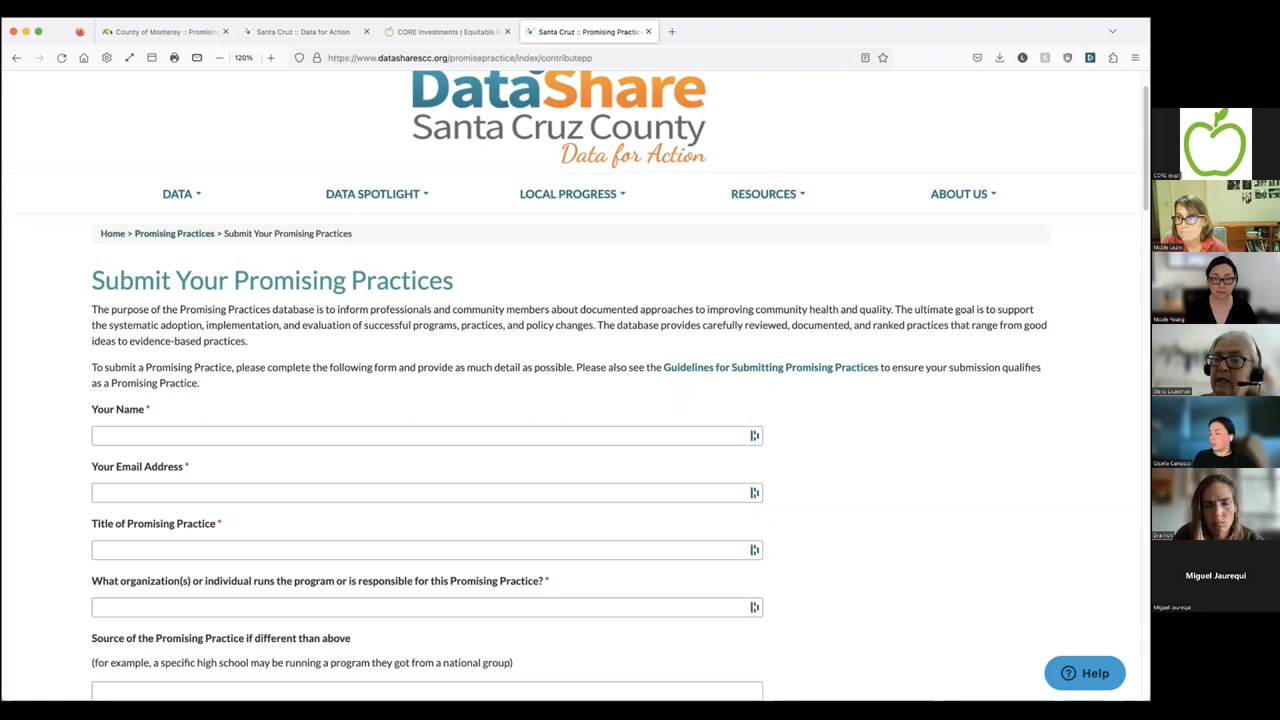 County of Monterey :: Promising
Santa Cruz :: Data for Action
CORE Investments | Equitable H
Santa Cruz :: Promising Practic
120%
https://www.datasharescc.org/promisepractice/index/contributepp
DataShare
Santa Cruz County
Data for Action
DATA
DATA SPOTLIGHT
LOCAL PROGRESS
RESOURCES
ABOUT US
Home > Promising Practices > Submit Your Promising Practices
Submit Your Promising Practices
The purpose of the Promising Practices database is to inform professionals and community members about documented approaches to improving community health and quality. The ultimate goal is to support
the systematic adoption, implementation, and evaluation of successful programs, practices, and policy changes. The database provides carefully reviewed, documented, and ranked practices that range from good
ideas to evidence-based practices.
To submit a Promising Practice, please complete the following form and provide as much detail as possible. Please also see the Guidelines for Submitting Promising Practices to ensure your submission qualifies
as a Promising Practice.
Your Name *
Your Email Address *
Title of Promising Practice *
What organization(s) or individual runs the program or is responsible for this Promising Practice? *
Source of the Promising Practice if different than above
(for example, a specific high school may be running a program they got from a national group)
Help
Nicole Lezin
Nicole Young
Gisella Carrasco
Miguel Jaurequi
Miguel Jaurequi